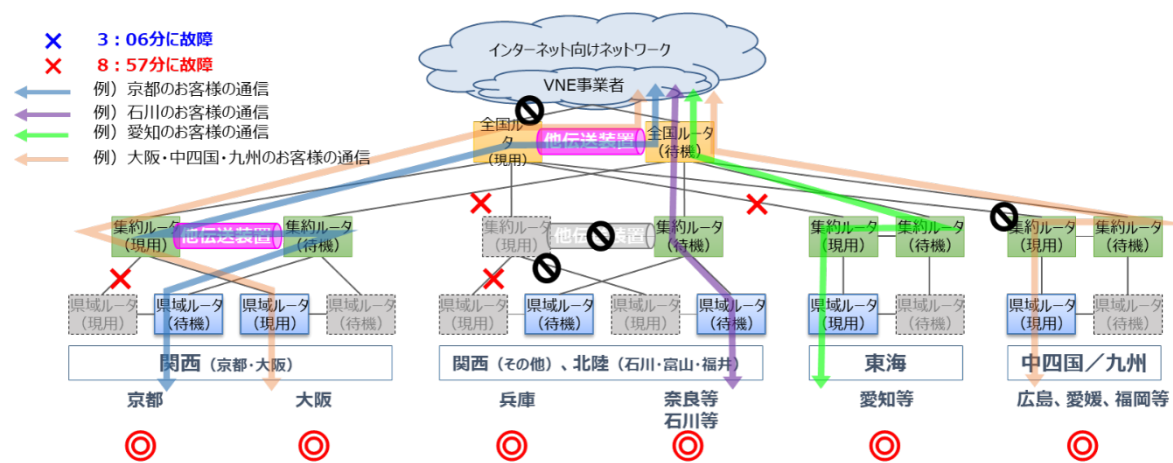 3：06分に故障
8：57分に故障
例）京都のお客様の通信
例）石川のお客様の通信
例）愛知のお客様の通信
例）大阪・中四国・九州のお客様の通信
インターネット向けネットワーク
VNE事業者
全国ルー
タ
（現用）
他伝送装置
全国ルータ
（待機）
集約ルータ
（現用）
他伝送装置
集約ルータ
（待機）
集約ルータ
（現用）
他伝送装置
集約ルータ
（待機）
集約ルータ
（現用）
集約ルータ
（待機）
集約ルータ
（現用）
集約ルータ
（待機）
県域ルータ
（現用）
県域ルータ
（待機）
県域ルータ
（現用）
県域ルータ
（待機）
県域ルータ
（現用）
県域ルータ
（待機）
県域ルータ
（現用）
県域ルータ
（待機）
県域ルータ
（現用）
県域ルータ
（待機）
県域ルータ
（現用）
県域ルータ
（待機）
関西（京都・大阪）
関西（その他）、北陸（石川・富山・福井）
東海
中四国／九州
京都
大阪
兵庫
奈良等
石川等
愛知等
広島、愛媛、福岡等